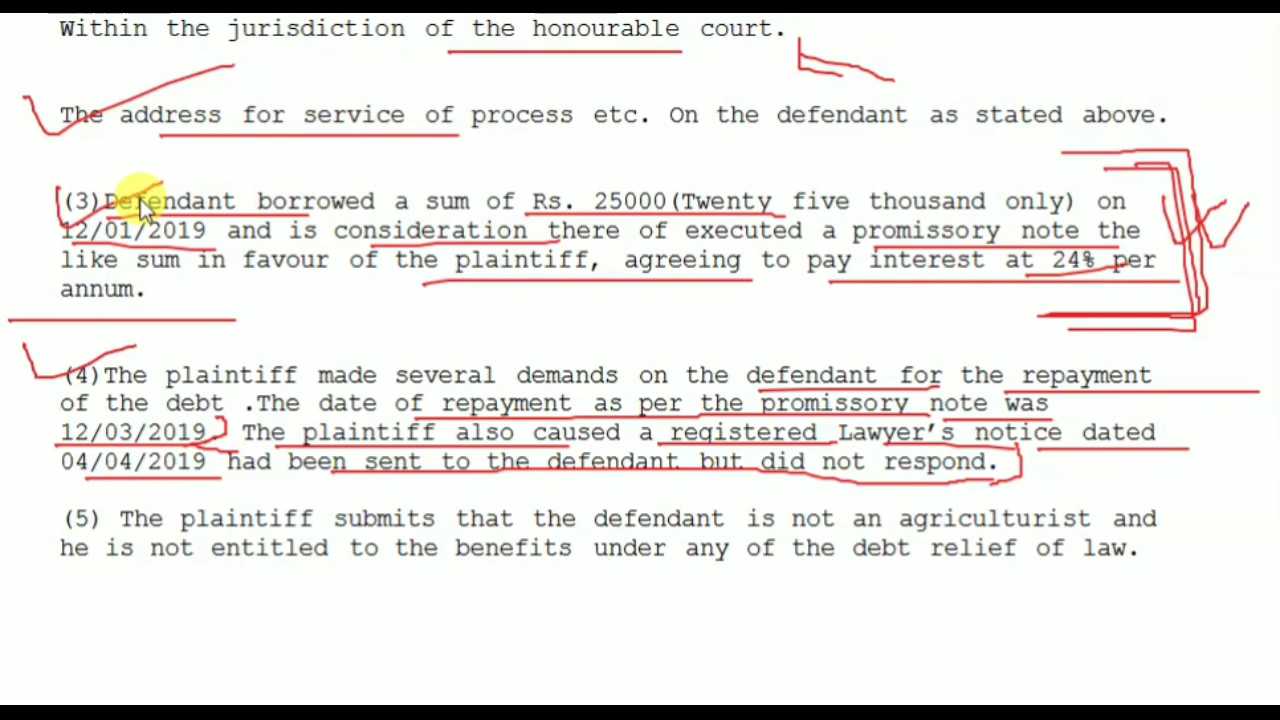 Within the jurisdiction of the honourable court.
The address for service of process etc. On the defendant as stated above.
(3)Defendant borrowed a sum of Rs. 25000(Twenty five thousand only) on
12/01/2019 and is consideration there of executed a promissory note the
like sum in favour of the plaintiff, agreeing to pay interest at 24% per
annum.
(4)The plaintiff made several demands on the defendant for the repayment
of the debt .The date of repayment as per the promissory note was
12/03/2019. The plaintiff also caused a registered Lawyer's notice dated
04/04/2019 had been sent to the defendant but did not respond.
(5) The plaintiff submits that the defendant is not an agriculturist and
he is not entitled to the benefits under any of the debt relief of law.